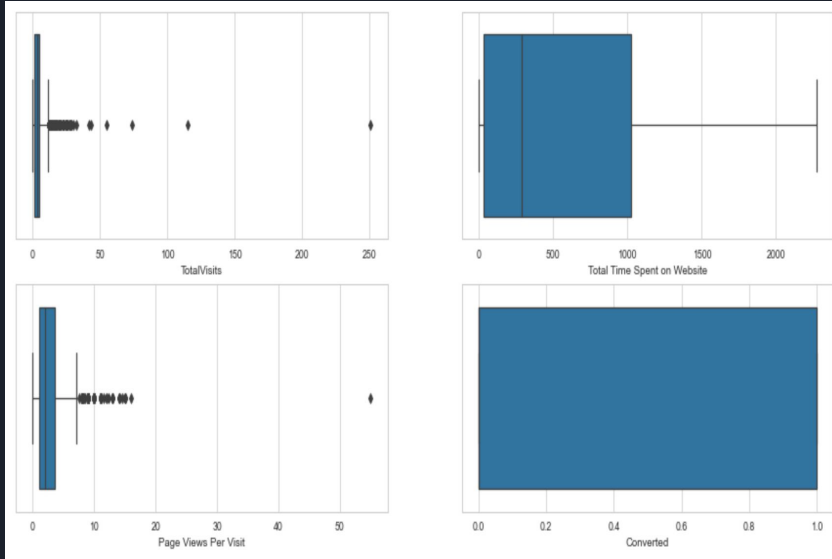 0 50 100 150 200 250
TotalVisits
0 500 1000 1500 2000
Total Time Spent on Website
0 10 20 30 40 50
Page Views Per Visit
0.0 0.2 0.4 0.6 0.8 1.0
Converted